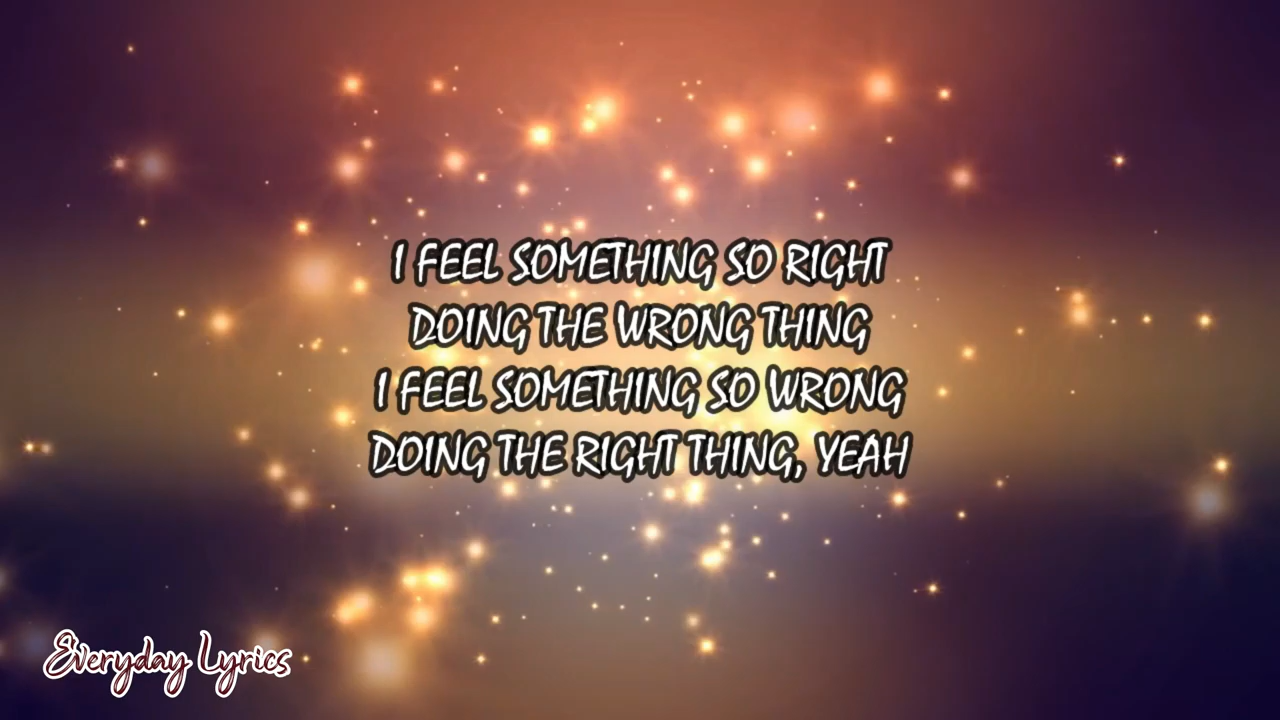 I FEEL SOMETHING SO RIGHT
DOING THE WRONG THING
I FEEL SOMETHING SO WRONG
DOING THE RIGHT THING, YEAH
Everyday Lyrics